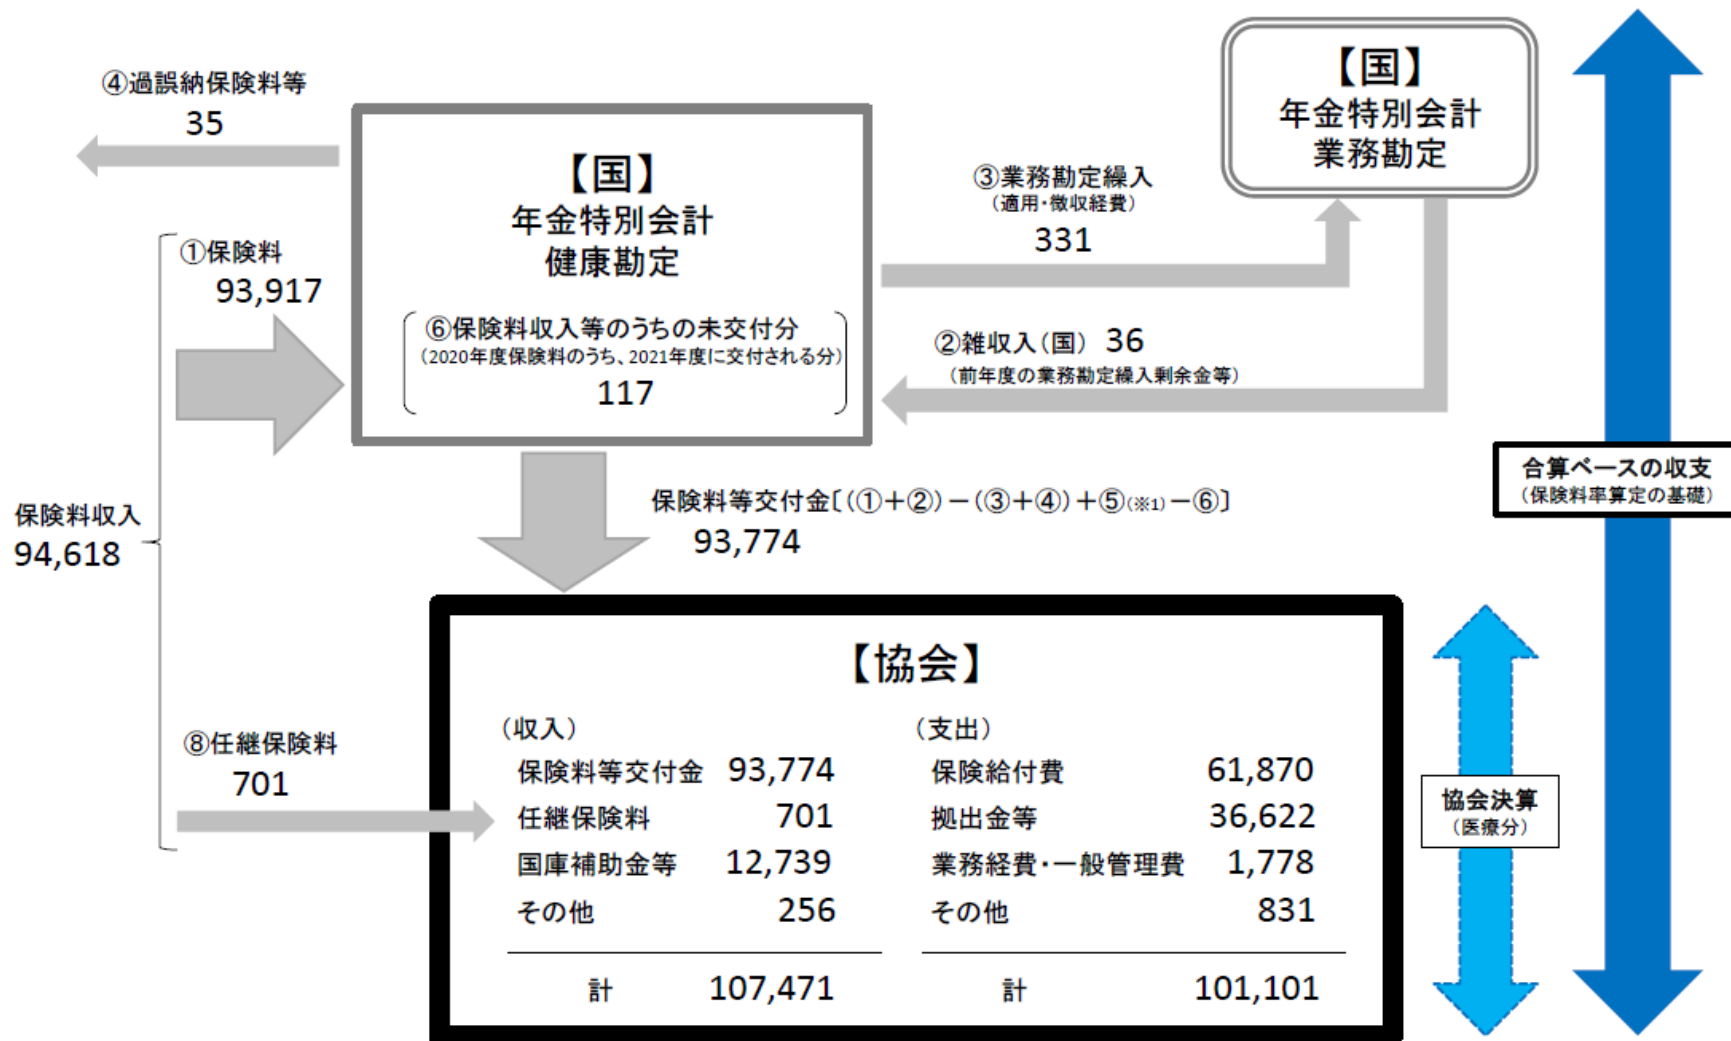 ④過誤納保険料等
35
【国】
年金特別会計
健康勘定
⑥保険料収入等のうちの未交付分
(2020年度保険料のうち、2021年度に交付される分)
117
【国】
年金特別会計
業務勘定
③業務勘定繰入
(適用・徴収経費)
331
②雑収入(国) 36
(前年度の業務勘定繰入剰余金等)
①保険料
93,917
保険料収入
94,618
保険料等交付金〔(①+②)-(③+④)+⑤(※1)-⑥〕
93,774
合算ベースの収支
(保険料率算定の基礎)
⑧任継保険料
701
【協会】
(収入)
保険料等交付金 93,774
任継保険料 701
国庫補助金等 12,739
その他 256
計 107,471
(支出)
保険給付費 61,870
拠出金等 36,622
業務経費・一般管理費 1,778
その他 831
計 101,101
協会決算
(医療分)